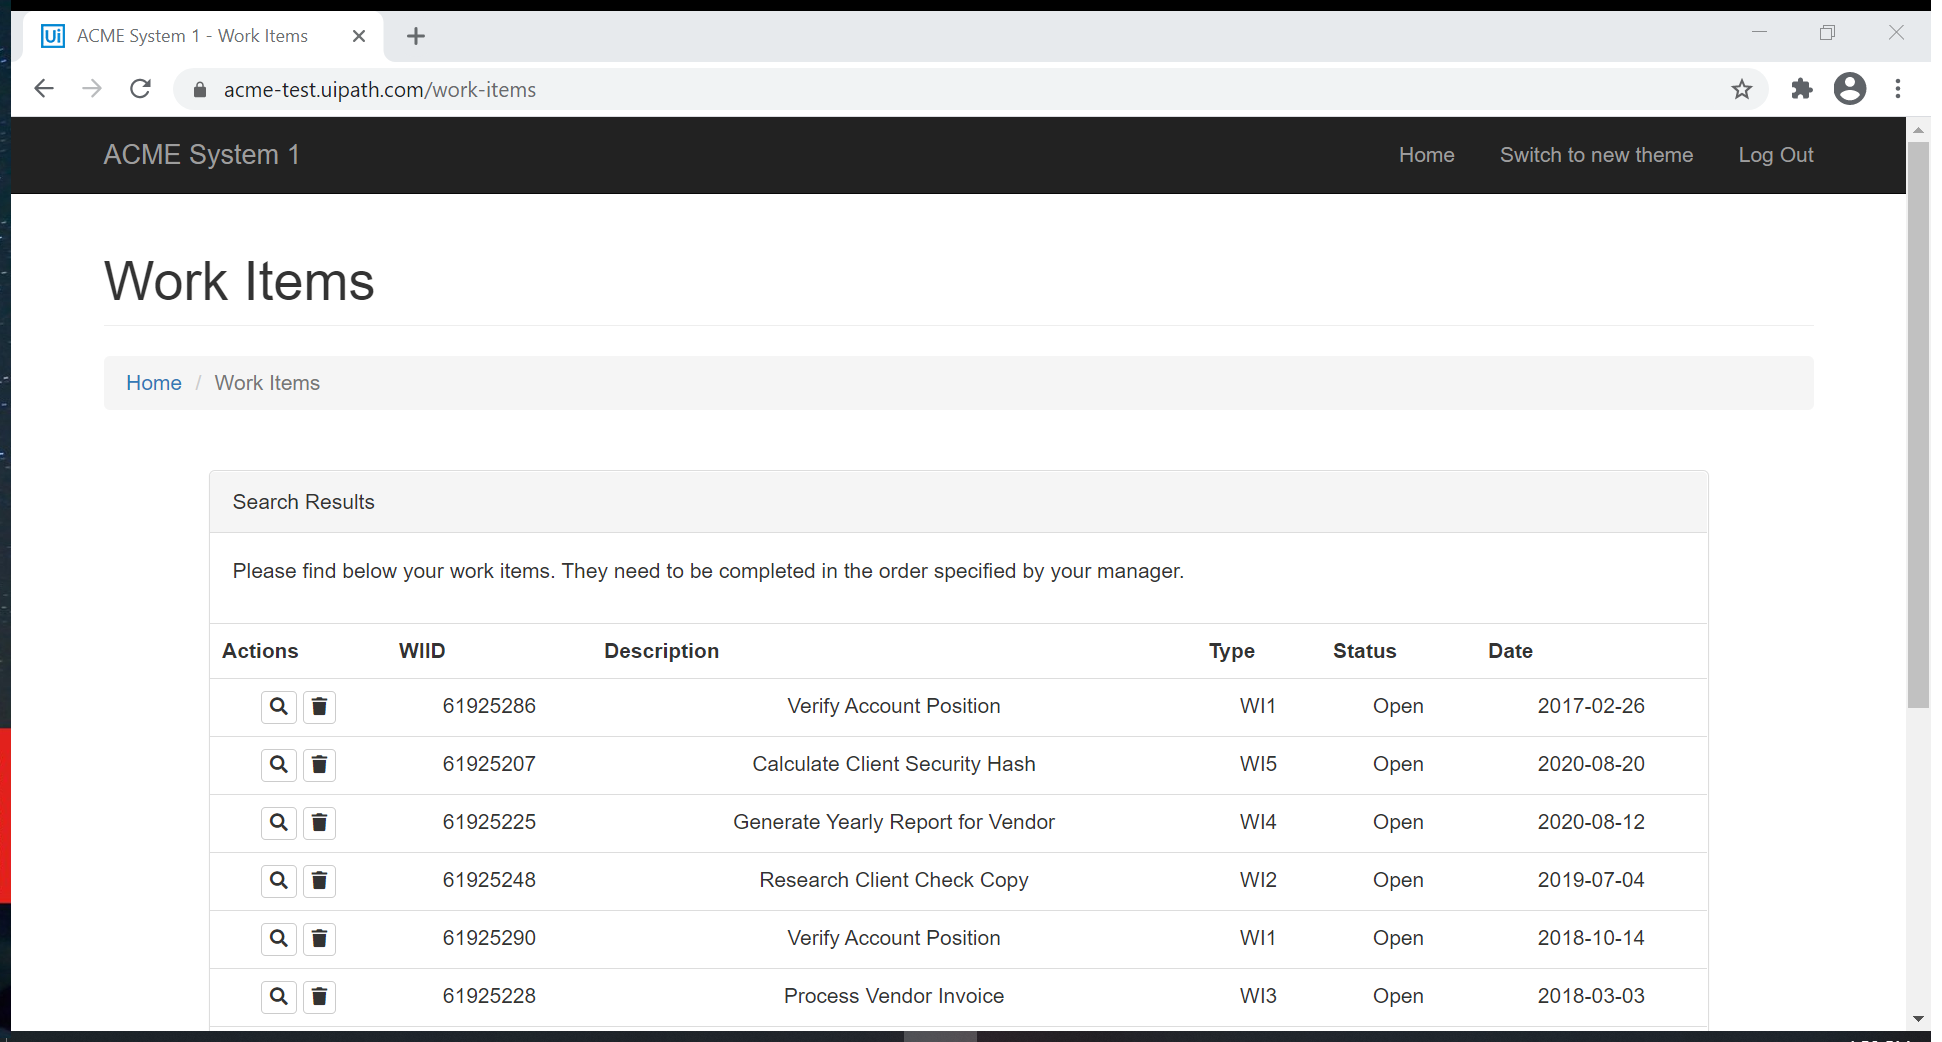 Ui ACME System 1 - Work Items
acme-test.uipath.com/work-items
ACME System 1 Home Switch to new theme Log Out
Work Items
Home / Work Items
Search Results
Please find below your work items. They need to be completed in the order specified by your manager.
Actions WIID Description Type Status Date
61925286 Verify Account Position WI1 Open 2017-02-26
61925207 Calculate Client Security Hash WI5 Open 2020-08-20
61925225 Generate Yearly Report for Vendor WI4 Open 2020-08-12
61925248 Research Client Check Copy WI2 Open 2019-07-04
61925290 Verify Account Position WI1 Open 2018-10-14
61925228 Process Vendor Invoice WI3 Open 2018-03-03